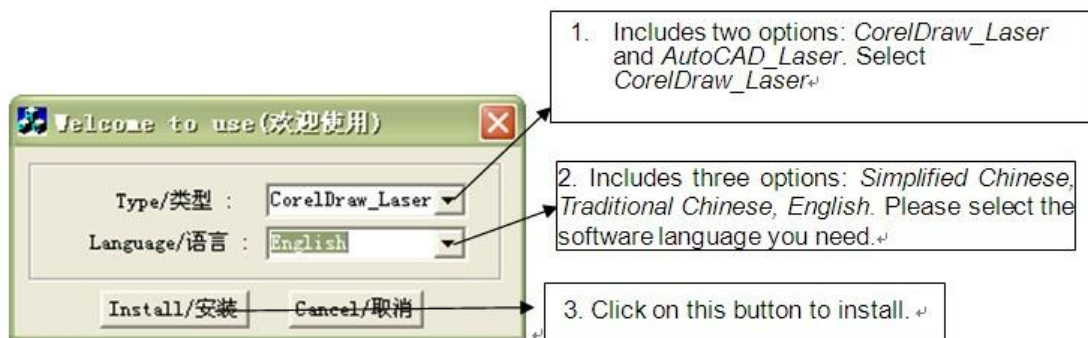 1. Includes two options: CorelDraw_Laser
and AutoCAD_Laser. Select
CorelDraw_Laser
Welcome to use(欢迎使用)
Type/类型 :
CorelDraw_Laser
2. Includes three options: Simplified Chinese,
Traditional Chinese, English. Please select the
software language you need.
Language/语言 :
English
Install/安装
Cancel/取消
3. Click on this button to install.